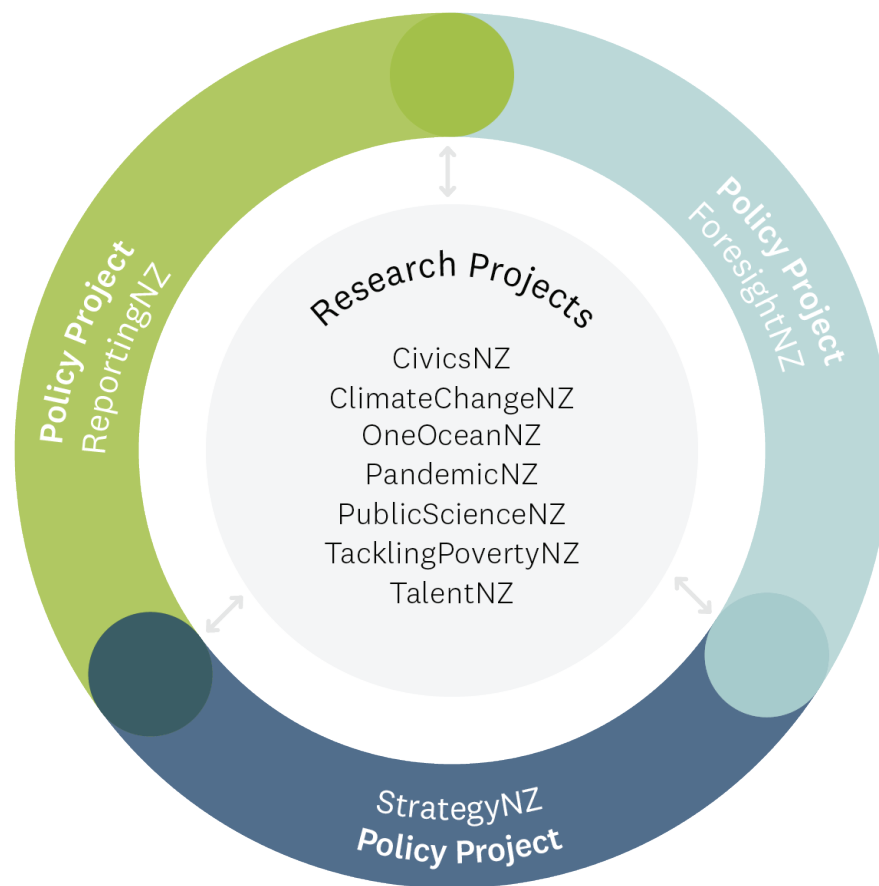 Policy Project
ReportingNZ
Policy Project
ForesightNZ
Research Projects
CivicsNZ
ClimateChangeNZ
OneOceanNZ
PandemicNZ
PublicScienceNZ
TacklingPovertyNZ
TalentNZ
StrategyNZ
Policy Project